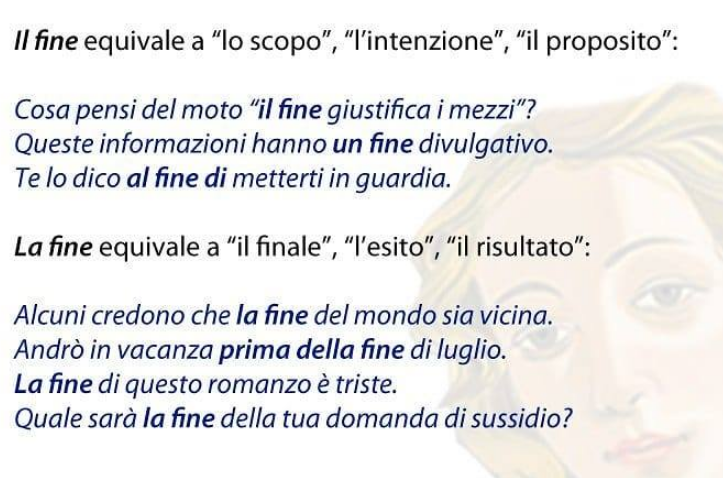 Il fine equivale a “lo scopo”, “l’intenzione”, “il proposito”:
Cosa pensi del moto “il fine giustifica i mezzi”?
Queste informazioni hanno un fine divulgativo.
Te lo dico al fine di metterti in guardia.
La fine equivale a “il finale”, “l’esito”, “il risultato”:
Alcuni credono che la fine del mondo sia vicina.
Andrò in vacanza prima della fine di luglio.
La fine di questo romanzo è triste.
Quale sarà la fine della tua domanda di sussidio?